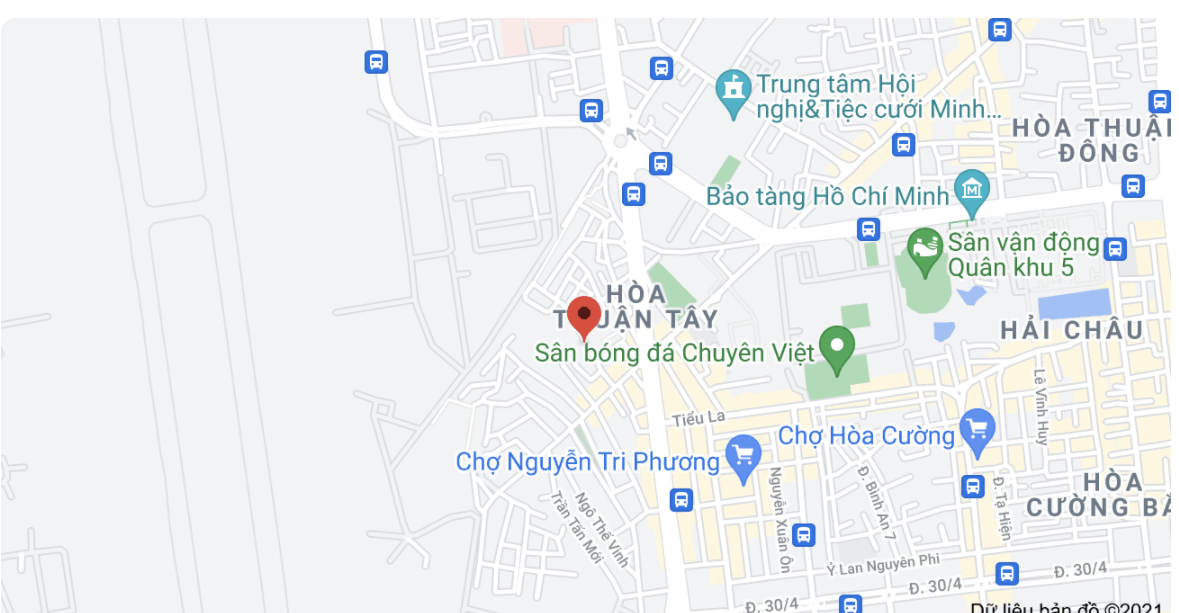 Trung tâm Hội
nghị&Tiệc cưới Minh...
HÒA THUẬ
ĐÔNG
Bảo tàng Hồ Chí Minh
Sân vận động
Quân khu 5
HÒA
T UẬN TÂY
HẢI CHÂU
Sân bóng đá Chuyên Việt
Lê Vĩnh Huy
Tiểu La
Chợ Hòa Cường
Chợ Nguyễn Tri Phương
HÒA
CƯỜNG BẮ
Nguyễn Xuân Ôn
Đ. Bình An 7
Đ. Tạ Hiện
Ngô Thế Vinh
Trần Tấn Mới
Ỷ Lan Nguyên Phi
Đ. 30/4
Đ. 30/4
Đ. 30/4
Dữ liệu bản đồ ©2021